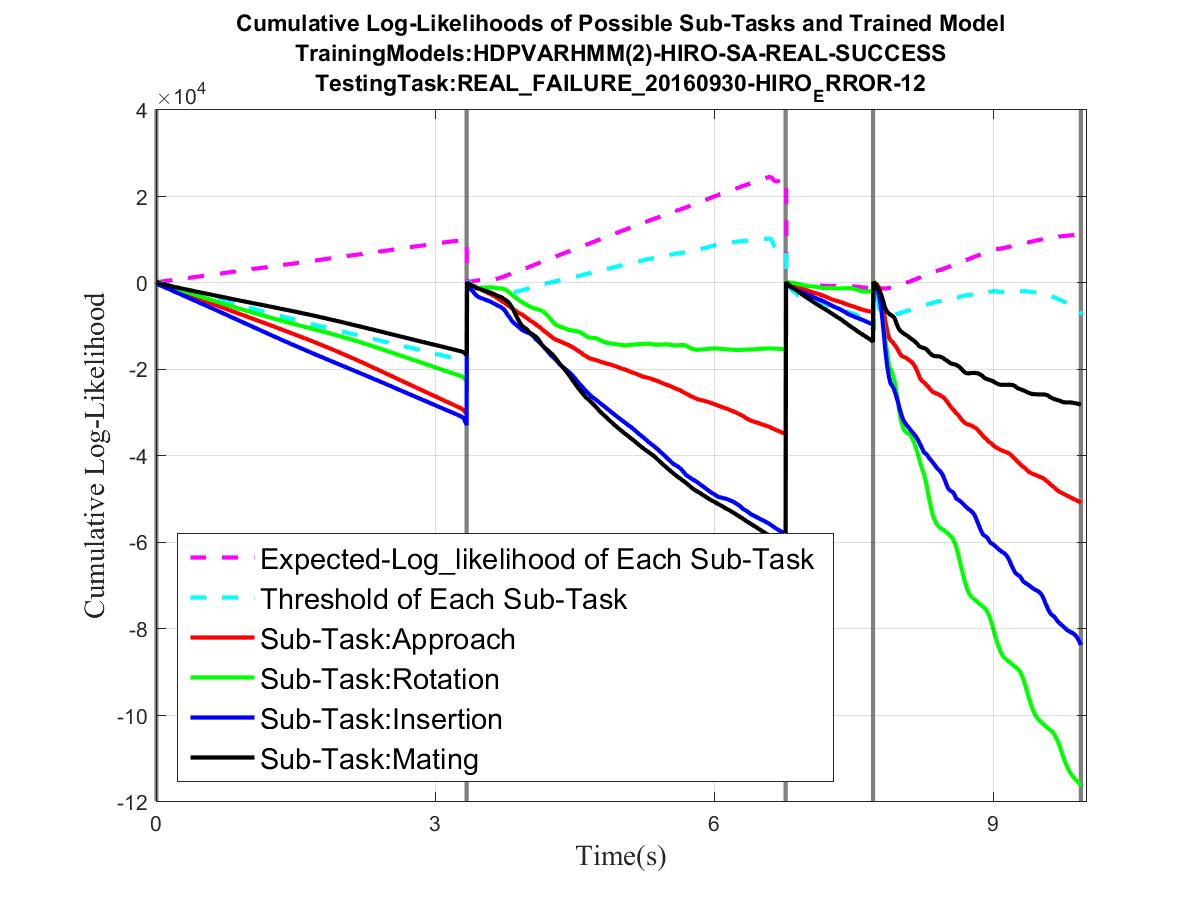 Cumulative Log-Likelihoods of Possible Sub-Tasks and Trained Model
TrainingModels:HDPVARHMM(2)-HIRO-SA-REAL-SUCCESS
TestingTask:REAL_FAILURE_20160930-HIRO_ERROR-12
×10^4
4
2
0
-2
-4
-6
-8
-10
-12
Cumulative Log-Likelihood
Expected-Log_likelihood of Each Sub-Task
Threshold of Each Sub-Task
Sub-Task:Approach
Sub-Task:Rotation
Sub-Task:Insertion
Sub-Task:Mating
0 3 6 9
Time(s)